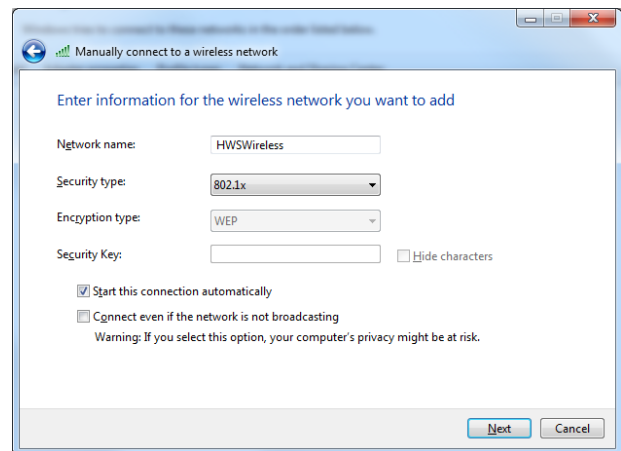 Manually connect to a wireless network
Enter information for the wireless network you want to add
Network name: HWSWireless
Security type: 802.1x
Encryption type: WEP
Security Key: Hide characters
Start this connection automatically
Connect even if the network is not broadcasting
Warning: If you select this option, your computer's privacy might be at risk.
Next Cancel